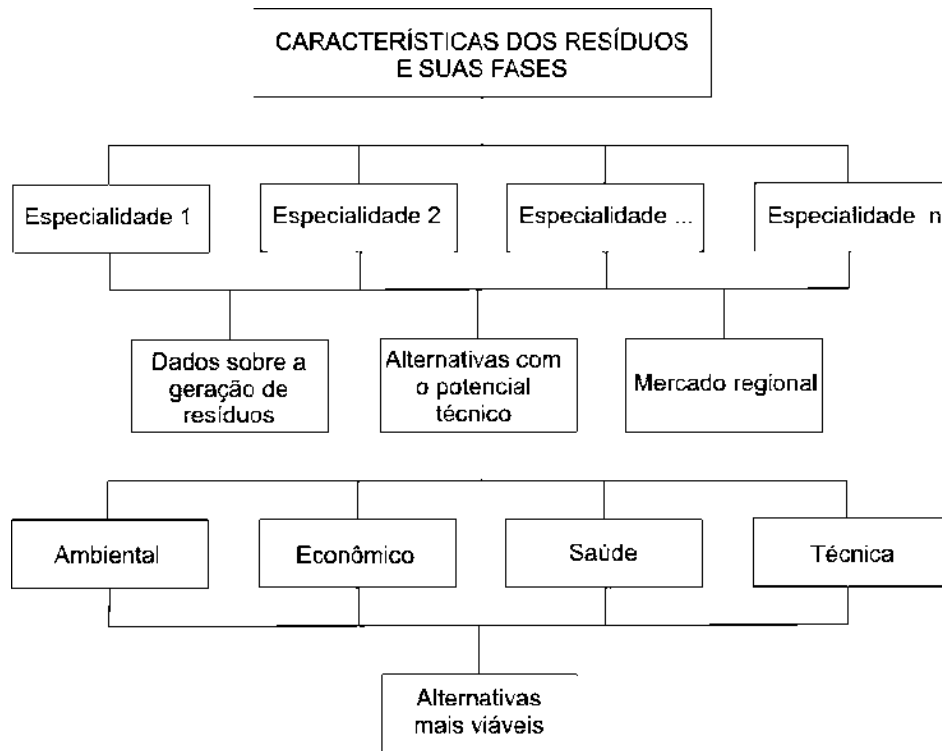 CARACTERÍSTICAS DOS RESÍDUOS
E SUAS FASES
Especialidade 1
Especialidade 2
Especialidade ...
Especialidade n
Dados sobre a
geração de
resíduos
Alternativas com
o potencial
técnico
Mercado regional
Ambiental
Econômico
Saúde
Técnica
Alternativas
mais viáveis